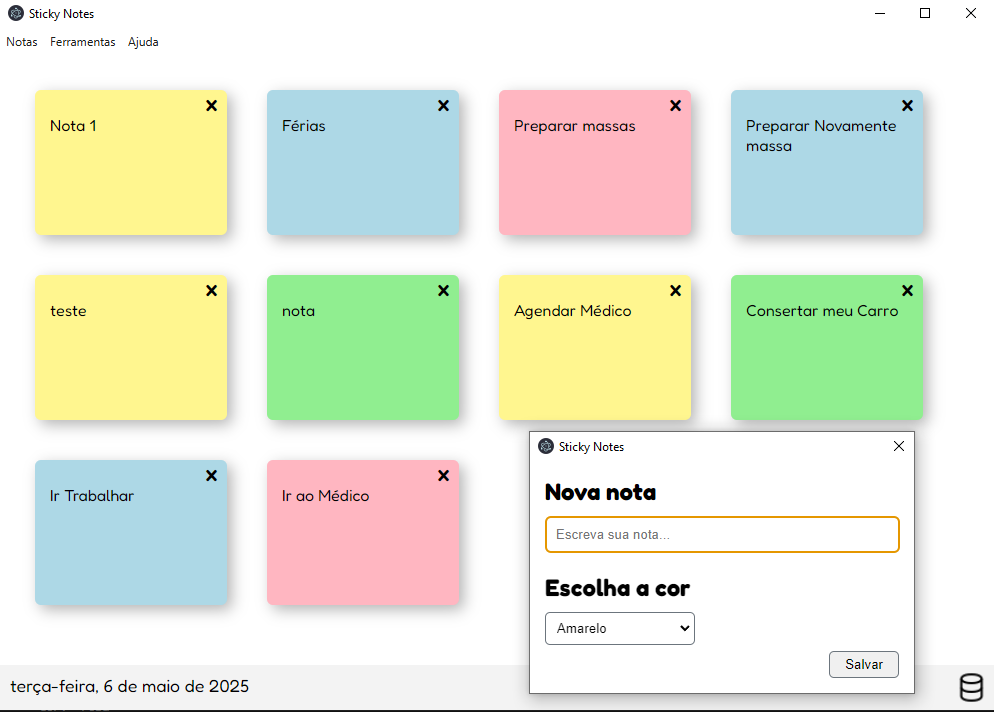 Sticky Notes
Notas Ferramentas Ajuda
Nota 1
Férias
Preparar massas
Preparar Novamente
massa
teste
nota
Agendar Médico
Consertar meu Carro
Ir Trabalhar
Ir ao Médico
Sticky Notes
Nova nota
Escreva sua nota...
Escolha a cor
Amarelo
Salvar
terça-feira, 6 de maio de 2025